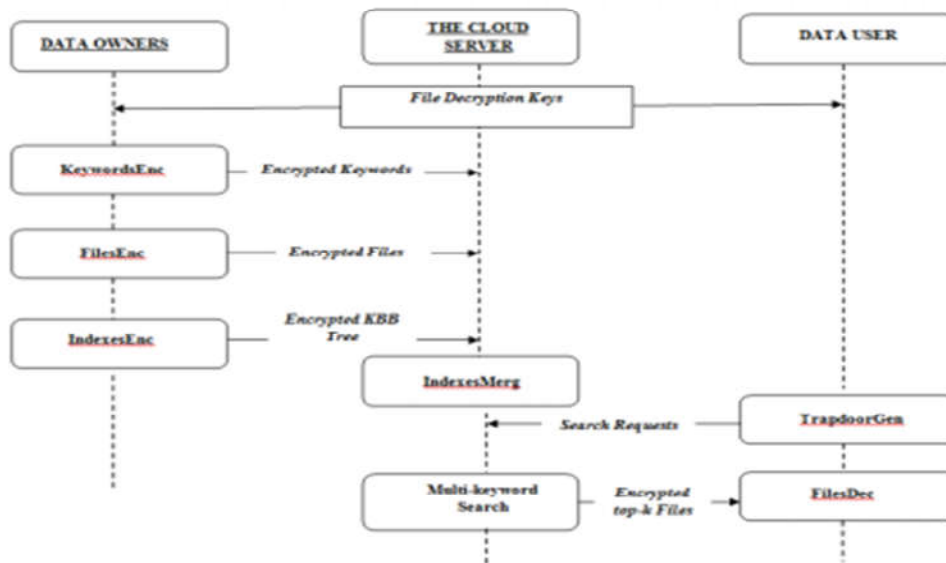 DATA OWNERS
THE CLOUD
SERVER
DATA USER
File Decryption Keys
KeywordsEnc
Encrypted Keywords
FilesEnc
Encrypted Files
IndexesEnc
Encrypted KBB
Tree
IndexesMerg
Search Requests
TrapdoorGen
Multi-keyword
Search
Encrypted
top-k Files
FilesDec